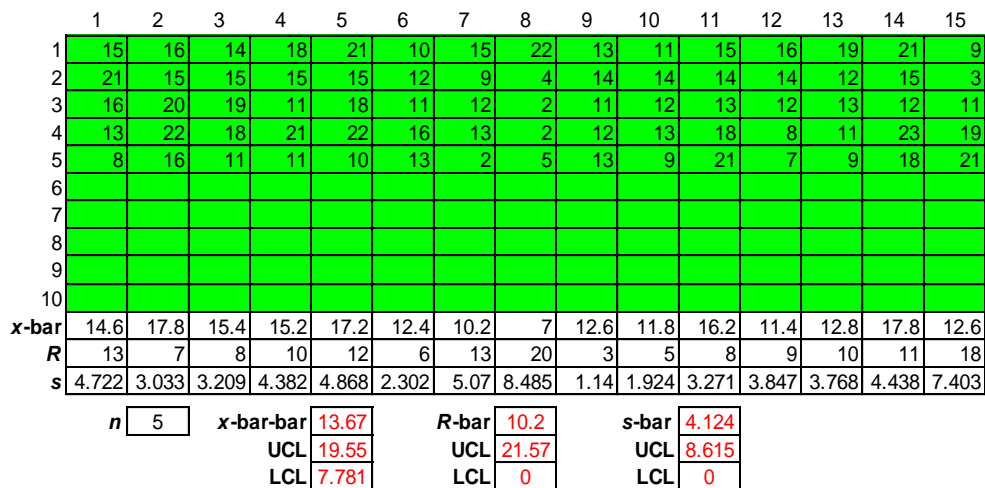 1 2 3 4 5 6 7 8 9 10 11 12 13 14 15
1 15 16 14 18 21 10 15 22 13 11 15 16 19 21 9
2 21 15 15 15 15 12 9 4 14 14 14 14 12 15 3
3 16 20 19 11 18 11 12 2 11 12 13 12 13 12 11
4 13 22 18 21 22 16 13 2 12 13 18 8 11 23 19
5 8 16 11 11 10 13 2 5 13 9 21 7 9 18 21
6
7
8
9
10
x-bar 14.6 17.8 15.4 15.2 17.2 12.4 10.2 7 12.6 11.8 16.2 11.4 12.8 17.8 12.6
R 13 7 8 10 12 6 13 20 3 5 8 9 10 11 18
s 4.722 3.033 3.209 4.382 4.868 2.302 5.07 8.485 1.14 1.924 3.271 3.847 3.768 4.438 7.403
n 5 x-bar-bar 13.67 R-bar 10.2 s-bar 4.124
UCL 19.55 UCL 21.57 UCL 8.615
LCL 7.781 LCL 0 LCL 0